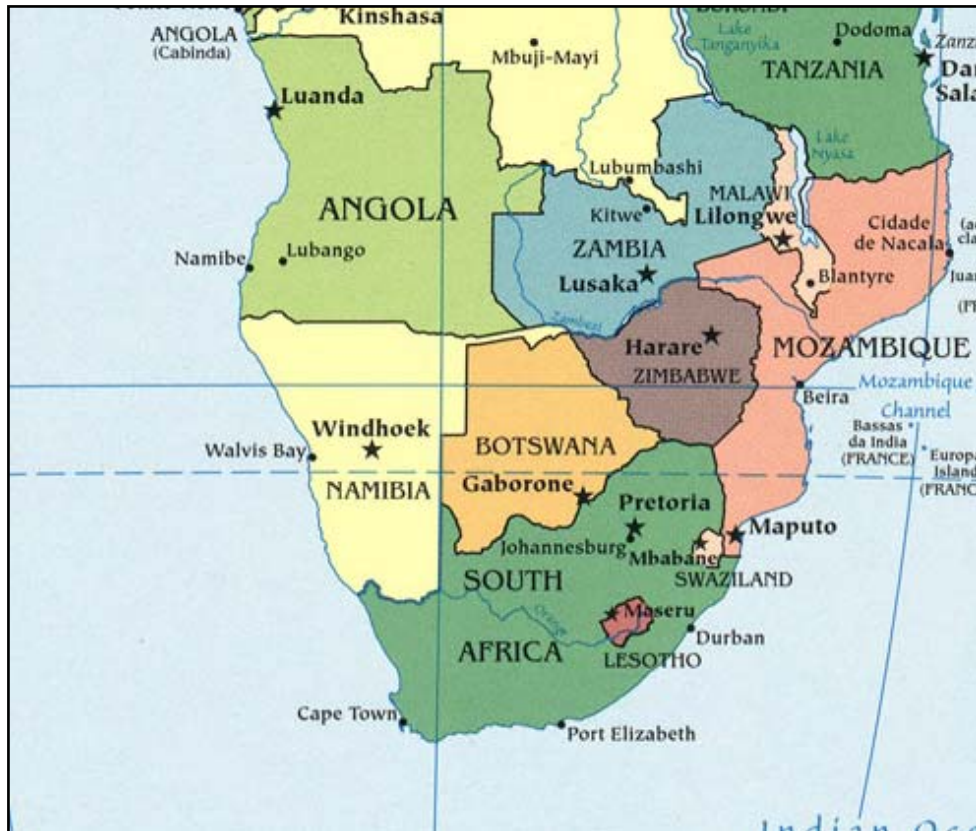 Kinshasa
ANGOLA
(Cabinda)
Mbuji-Mayi
Lake
Tanganyika
Dodoma
TANZANIA
Luanda
Lake
Nyasa
Lubumbashi
MALAWI
Lilongwe
Kitwe
ANGOLA
ZAMBIA
Cidade
de Nacala
Namibe
Lubango
Lusaka
Blantyre
Zambezi
Harare
ZIMBABWE
MOZAMBIQUE
Mozambique
Channel
Beira
Bassas
da India
(FRANCE)
Europa
Island
Windhoek
Walvis Bay
NAMIBIA
BOTSWANA
Gaborone
Pretoria
Johannesburg
Mbabane
Maputo
SWAZILAND
SOUTH
AFRICA
Orange
Maseru
LESOTHO
Durban
Cape Town
Port Elizabeth
Indian